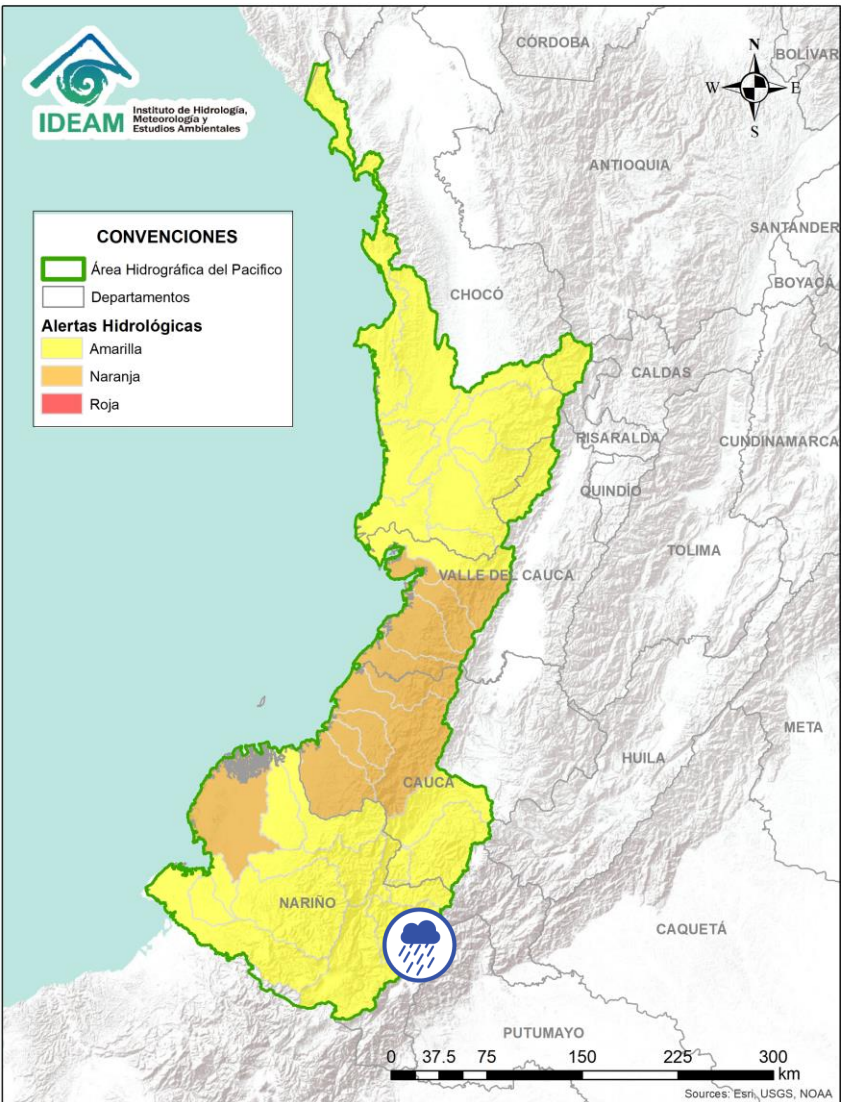 IDEAM
Instituto de Hidrología,
Meteorología y
Estudios Ambientales
N
W
E
S
CÓRDOBA
BOLÍVAR
ANTIOQUIA
SANTANDER
BOYACÁ
CHOCÓ
CALDAS
RISARALDA
CUNDINAMARCA
QUINDÍO
TOLIMA
VALLE DEL CAUCA
META
HUILA
CAUCA
NARIÑO
CAQUETÁ
PUTUMAYO
CONVENCIONES
Área Hidrográfica del Pacifico
Departamentos
Alertas Hidrológicas
Amarilla
Naranja
Roja
0 37.5 75 150 225 300
km
Sources: Esri, USGS, NOAA